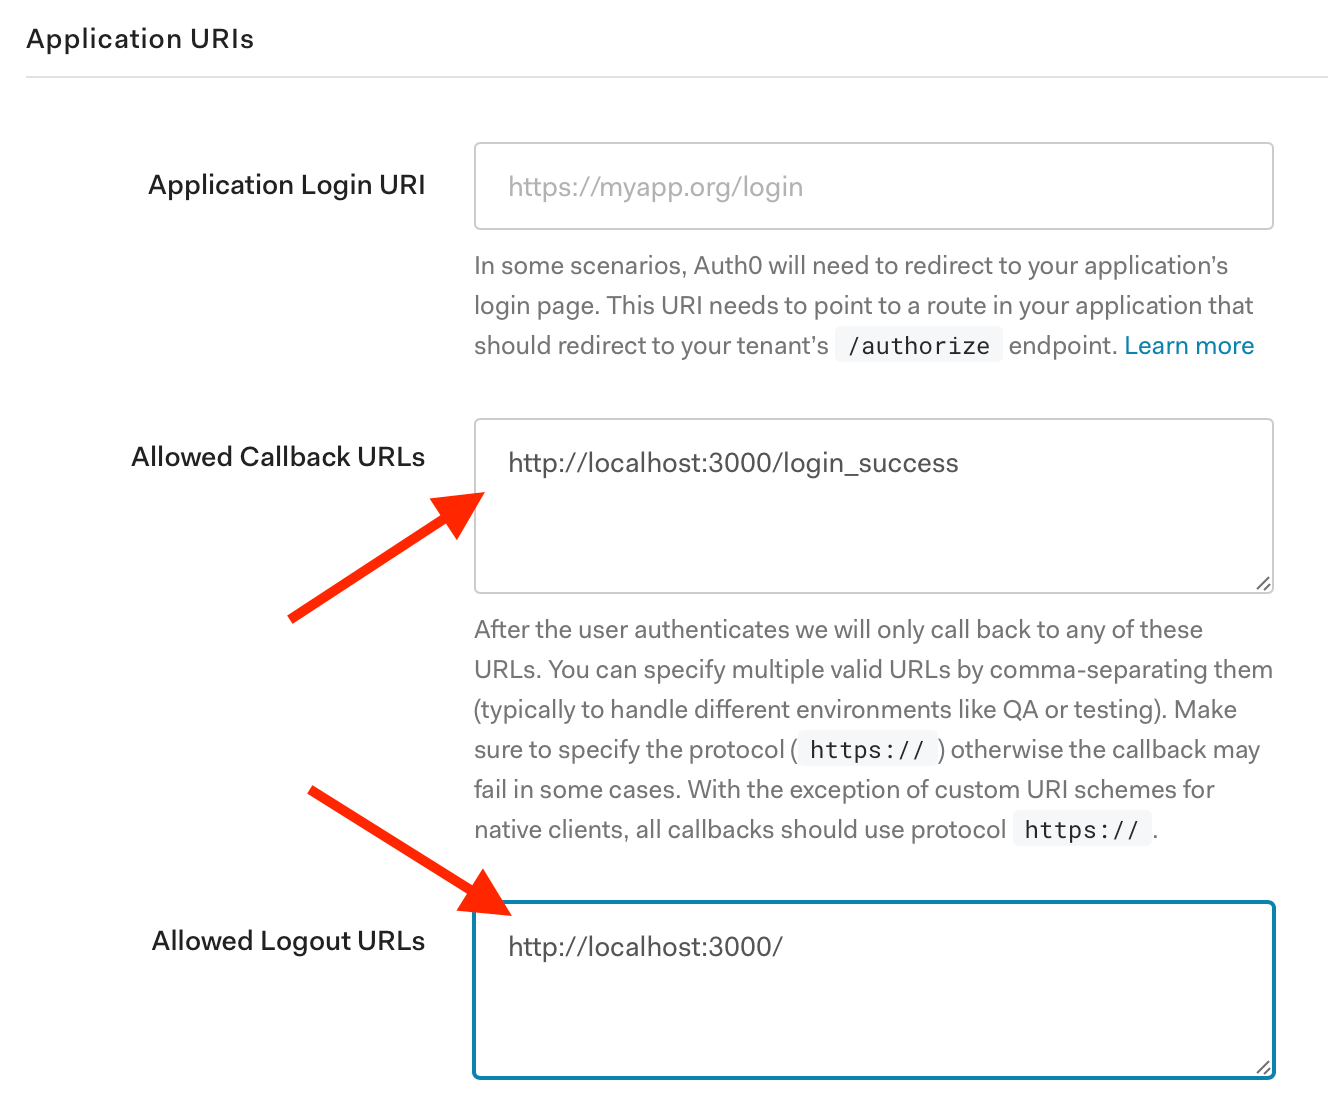 Application URIs
Application Login URI
https://myapp.org/login
In some scenarios, Auth0 will need to redirect to your application’s
login page. This URI needs to point to a route in your application that
should redirect to your tenant’s /authorize endpoint. Learn more
Allowed Callback URLs
http://localhost:3000/login_success
After the user authenticates we will only call back to any of these
URLs. You can specify multiple valid URLs by comma-separating them
(typically to handle different environments like QA or testing). Make
sure to specify the protocol ( https:// ) otherwise the callback may
fail in some cases. With the exception of custom URI schemes for
native clients, all callbacks should use protocol https:// .
Allowed Logout URLs
http://localhost:3000/